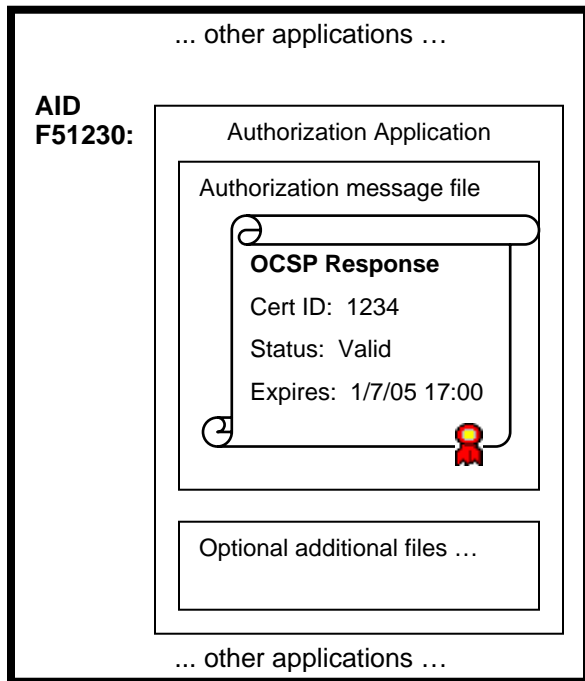 ... other applications …
AID
F51230:
Authorization Application
Authorization message file
OCSP Response
Cert ID:  1234
Status:  Valid
Expires:  1/7/05 17:00
Optional additional files …
... other applications …